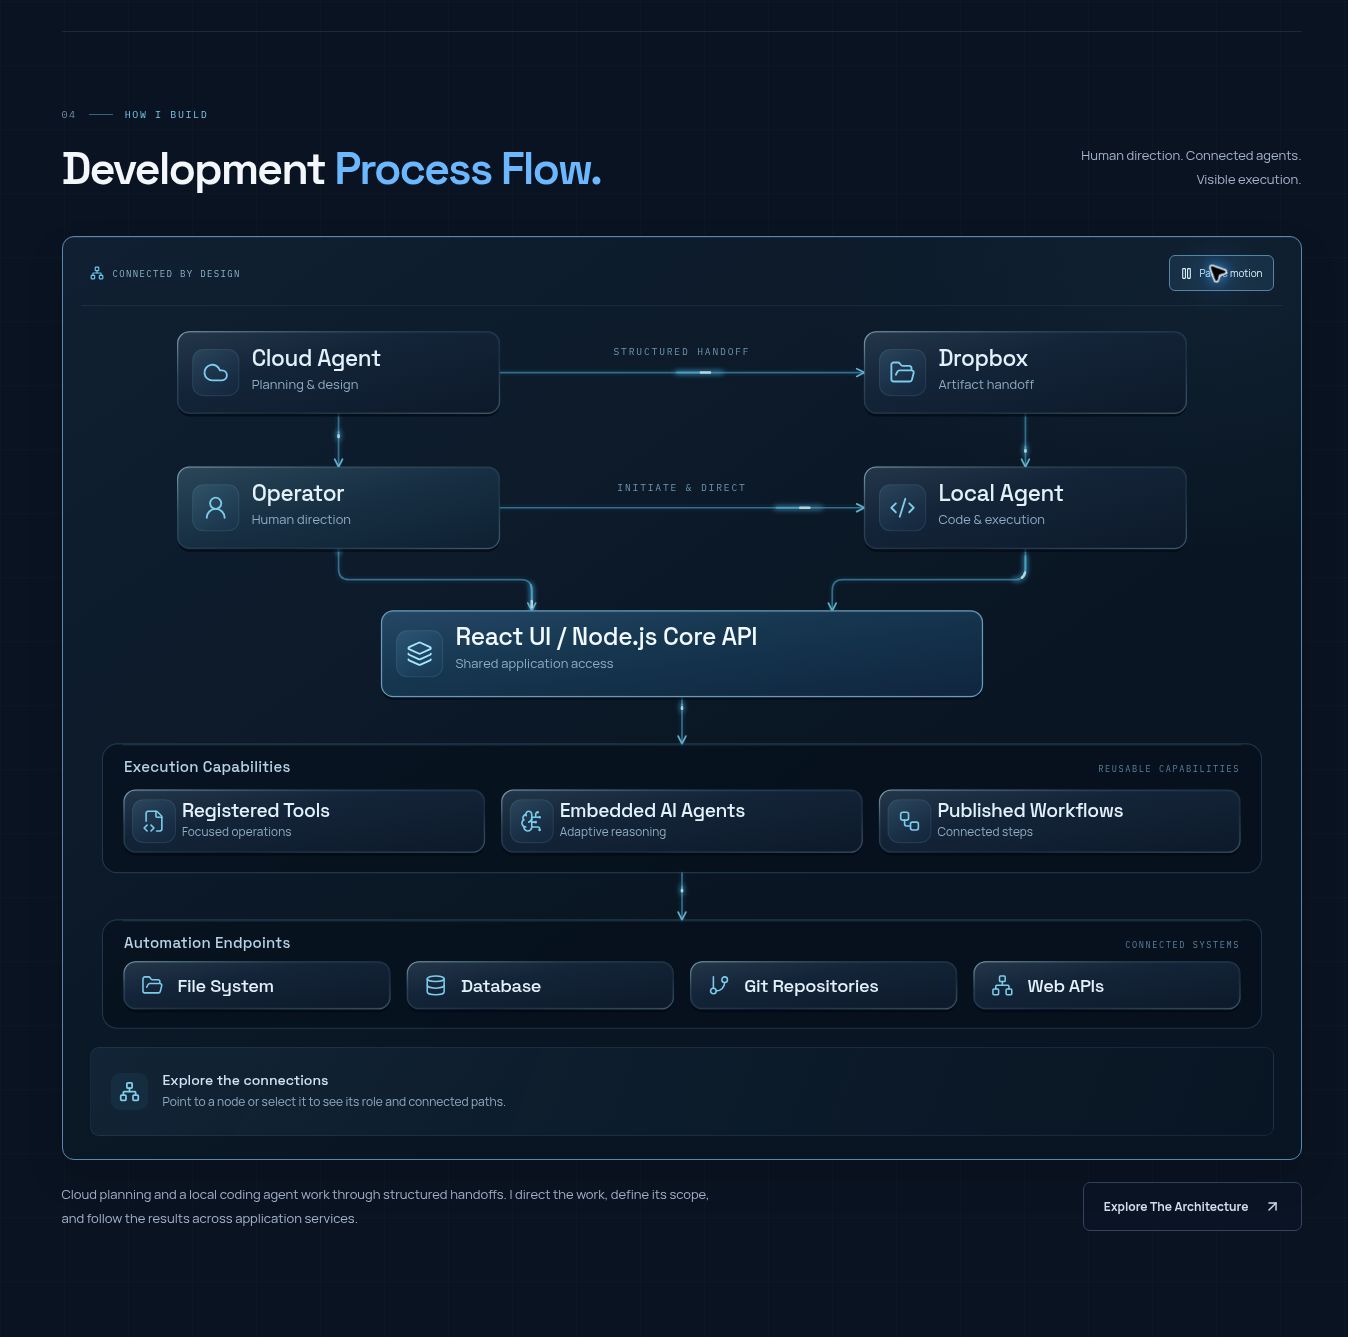 04 HOW I BUILD
Development Process Flow.
Human direction. Connected agents.
Visible execution.
CONNECTED BY DESIGN
motion
Cloud Agent
Planning & design
STRUCTURED HANDOFF
Dropbox
Artifact handoff
Operator
Human direction
INITIATE & DIRECT
Local Agent
Code & execution
React UI / Node.js Core API
Shared application access
Execution Capabilities
REUSABLE CAPABILITIES
Registered Tools
Focused operations
Embedded AI Agents
Adaptive reasoning
Published Workflows
Connected steps
Automation Endpoints
CONNECTED SYSTEMS
File System
Database
Git Repositories
Web APIs
Explore the connections
Point to a node or select it to see its role and connected paths.
Cloud planning and a local coding agent work through structured handoffs. I direct the work, define its scope,
and follow the results across application services.
Explore The Architecture